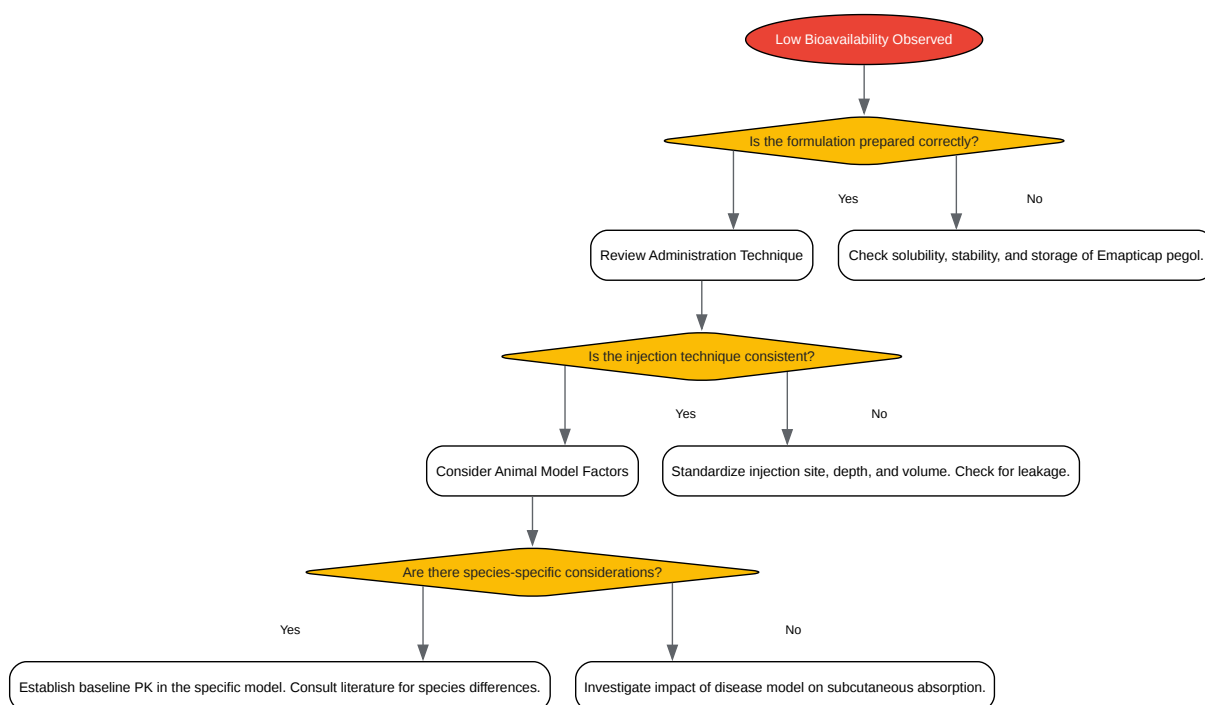 Low Bioavailability Observed
Is the formulation prepared correctly?
Yes
No
Review Administration Technique
Check solubility, stability, and storage of Emapticap pegol.
Is the injection technique consistent?
Yes
No
Consider Animal Model Factors
Standardize injection site, depth, and volume. Check for leakage.
Are there species-specific considerations?
Yes
No
Establish baseline PK in the specific model. Consult literature for species differences.
Investigate impact of disease model on subcutaneous absorption.